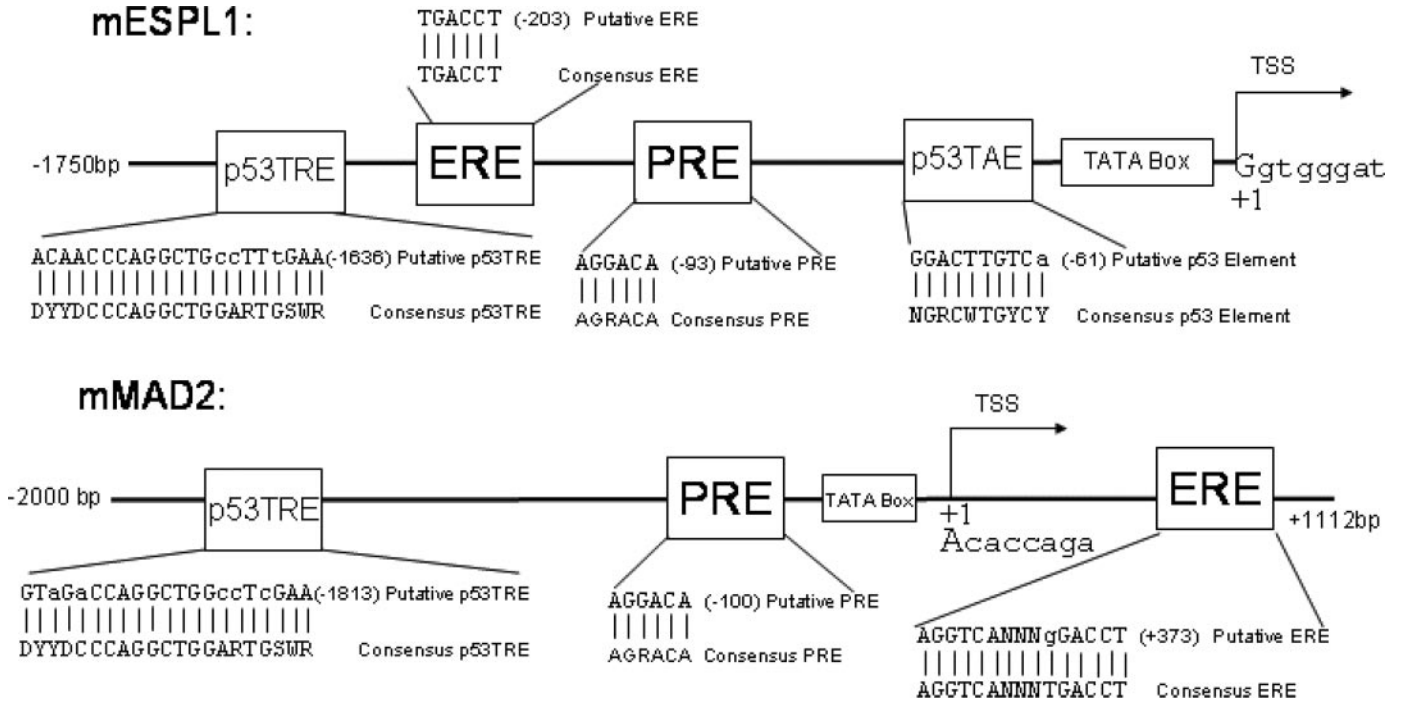 mESPL1:
TGACCT (-203) Putative ERE
TGACCT Consensus ERE
TSS
-1750bp p53TRE ERE PRE p53TAE TATA Box Ggtgggat
+1
ACAACCCAGGCTGccTTtGAA(-1636) Putative p53TRE
DYYDCCCAGGCTGGARTGSWR Consensus p53TRE
AGGACA (-93) Putative PRE
AGRACA Consensus PRE
GGACTTGTCa (-61) Putative p53 Element
NGRCWTGYCY Consensus p53 Element
mMAD2:
TSS
-2000 bp p53TRE PRE TATA Box ERE +1112bp
+1
Acaccaga
GTaGaCCAGGCTGGccTcGAA(-1813) Putative p53TRE
DYYDCCCAGGCTGGARTGSWR Consensus p53TRE
AGGACA (-100) Putative PRE
AGRACA Consensus PRE
AGGTCANNNgGACCT (+373) Putative ERE
AGGTCANNNTGACCT Consensus ERE